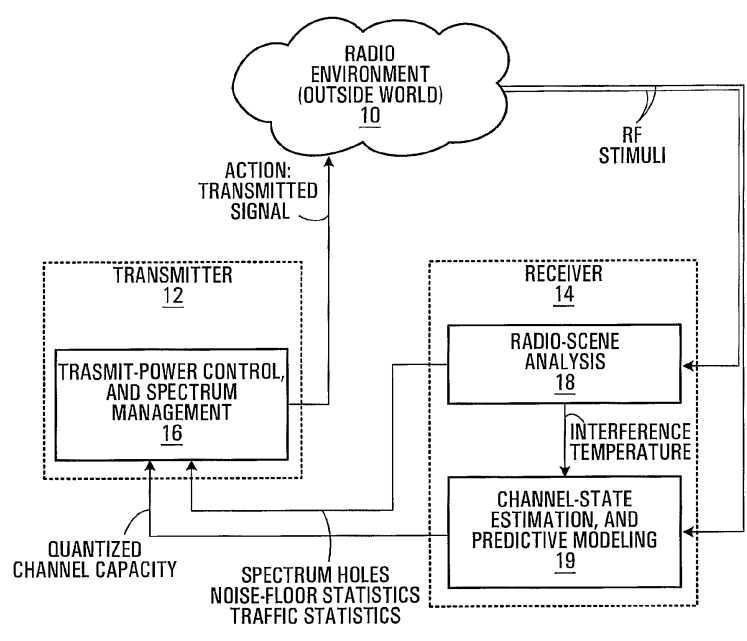 RADIO
ENVIRONMENT
(OUTSIDE WORLD)
10
RF
STIMULI
ACTION:
TRANSMITTED
SIGNAL
TRANSMITTER
12
TRASMIT-POWER CONTROL,
AND SPECTRUM
MANAGEMENT
16
RECEIVER
14
RADIO-SCENE
ANALYSIS
18
INTERFERENCE
TEMPERATURE
CHANNEL-STATE
ESTIMATION, AND
PREDICTIVE MODELING
19
QUANTIZED
CHANNEL CAPACITY
SPECTRUM HOLES
NOISE-FLOOR STATISTICS
TRAFFIC STATISTICS